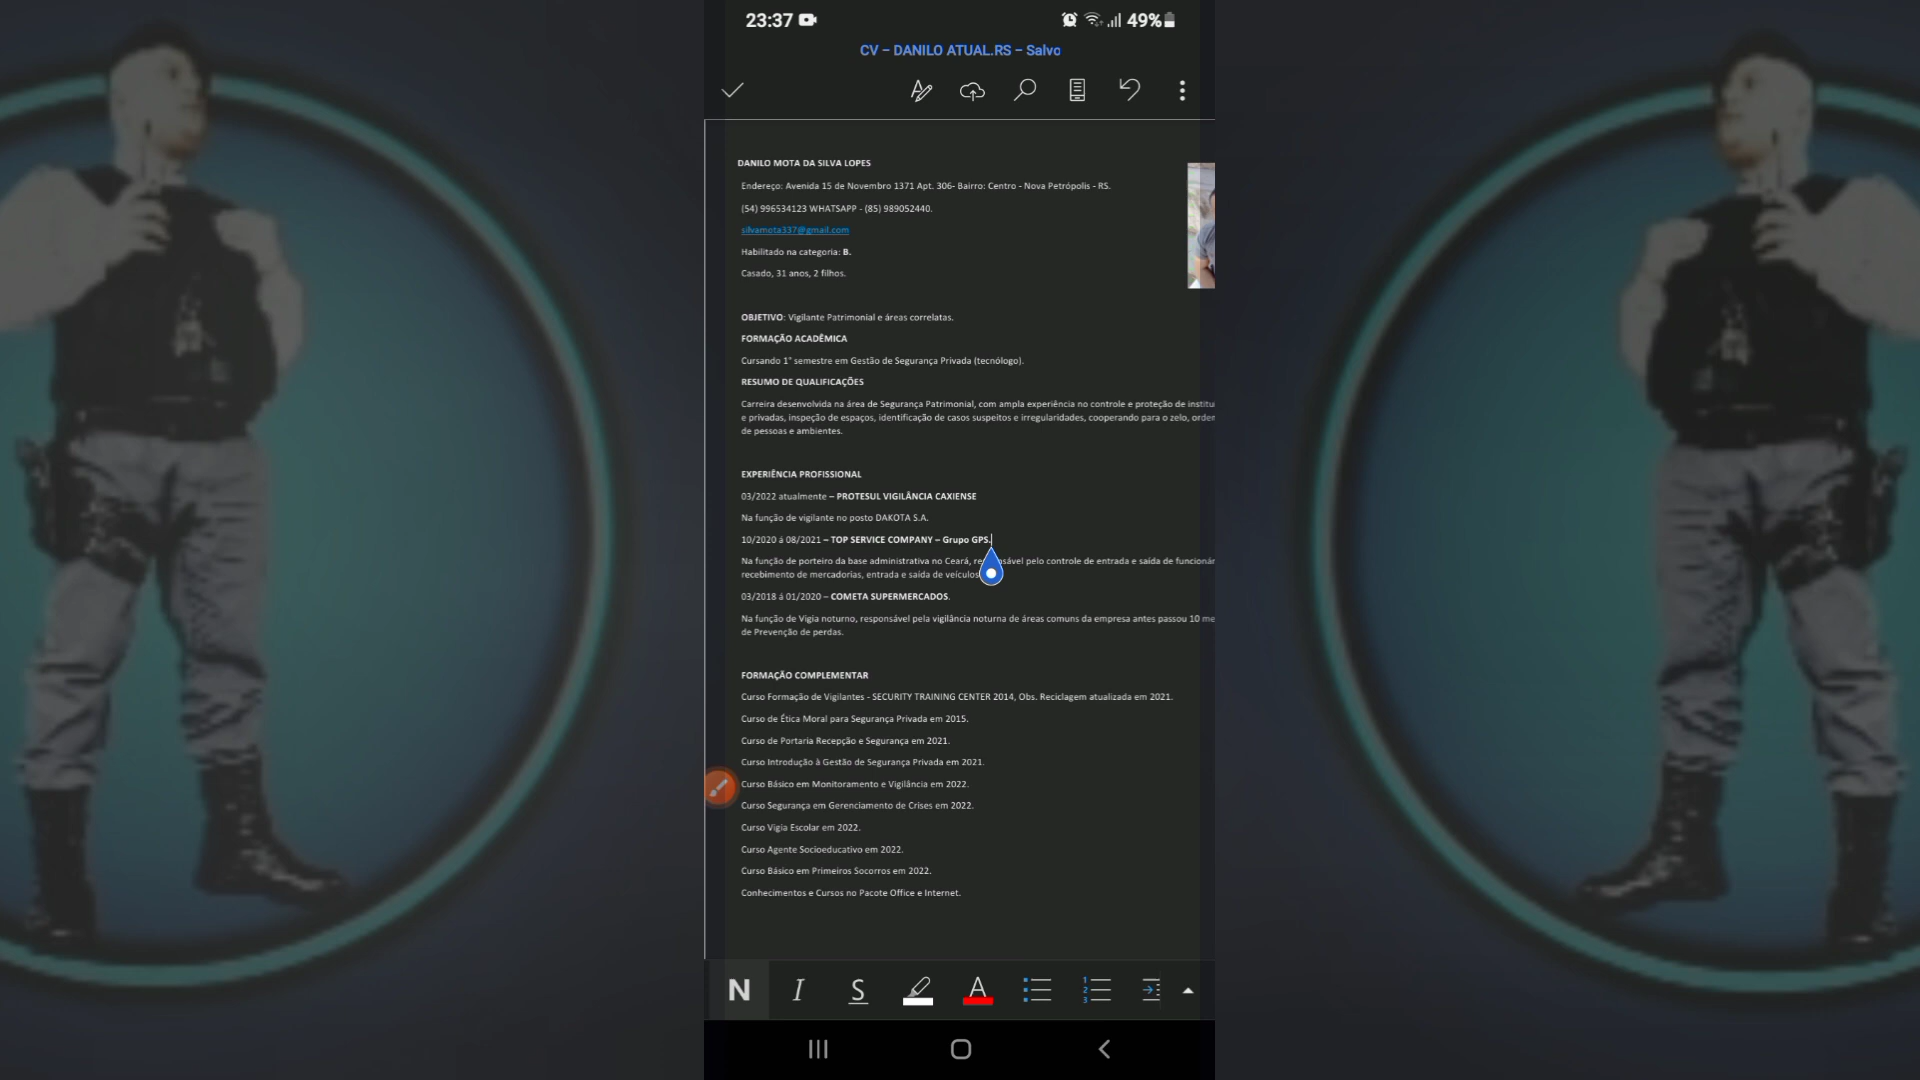 23:37
49%
CV – DANILO ATUAL.RS – Salvo
DANILO MOTA DA SILVA LOPES
Endereço: Avenida 15 de Novembro 1371 Apt. 306- Bairro: Centro - Nova Petrópolis - RS.
(54) 996534123 WHATSAPP - (85) 989052440.
silvamota337@gmail.com
Habilitado na categoria: B.
Casado, 31 anos, 2 filhos.
OBJETIVO: Vigilante Patrimonial e áreas correlatas.
FORMAÇÃO ACADÊMICA
Cursando 1° semestre em Gestão de Segurança Privada (tecnólogo).
RESUMO DE QUALIFICAÇÕES
Carreira desenvolvida na área de Segurança Patrimonial, com ampla experiência no controle e proteção de institui
e privadas, inspeção de espaços, identificação de casos suspeitos e irregularidades, cooperando para o zelo, orden
de pessoas e ambientes.
EXPERIÊNCIA PROFISSIONAL
03/2022 atualmente – PROTESUL VIGILÂNCIA CAXIENSE
Na função de vigilante no posto DAKOTA S.A.
10/2020 á 08/2021 – TOP SERVICE COMPANY – Grupo GPS.
Na função de porteiro da base administrativa no Ceará, responsável pelo controle de entrada e saída de funcionár
recebimento de mercadorias, entrada e saída de veículos
03/2018 á 01/2020 – COMETA SUPERMERCADOS.
Na função de Vigia noturno, responsável pela vigilância noturna de áreas comuns da empresa antes passou 10 me
de Prevenção de perdas.
FORMAÇÃO COMPLEMENTAR
Curso Formação de Vigilantes - SECURITY TRAINING CENTER 2014, Obs. Reciclagem atualizada em 2021.
Curso de Ética Moral para Segurança Privada em 2015.
Curso de Portaria Recepção e Segurança em 2021.
Curso Introdução à Gestão de Segurança Privada em 2021.
Curso Básico em Monitoramento e Vigilância em 2022.
Curso Segurança em Gerenciamento de Crises em 2022.
Curso Vigia Escolar em 2022.
Curso Agente Socioeducativo em 2022.
Curso Básico em Primeiros Socorros em 2022.
Conhecimentos e Cursos no Pacote Office e Internet.
N I S A